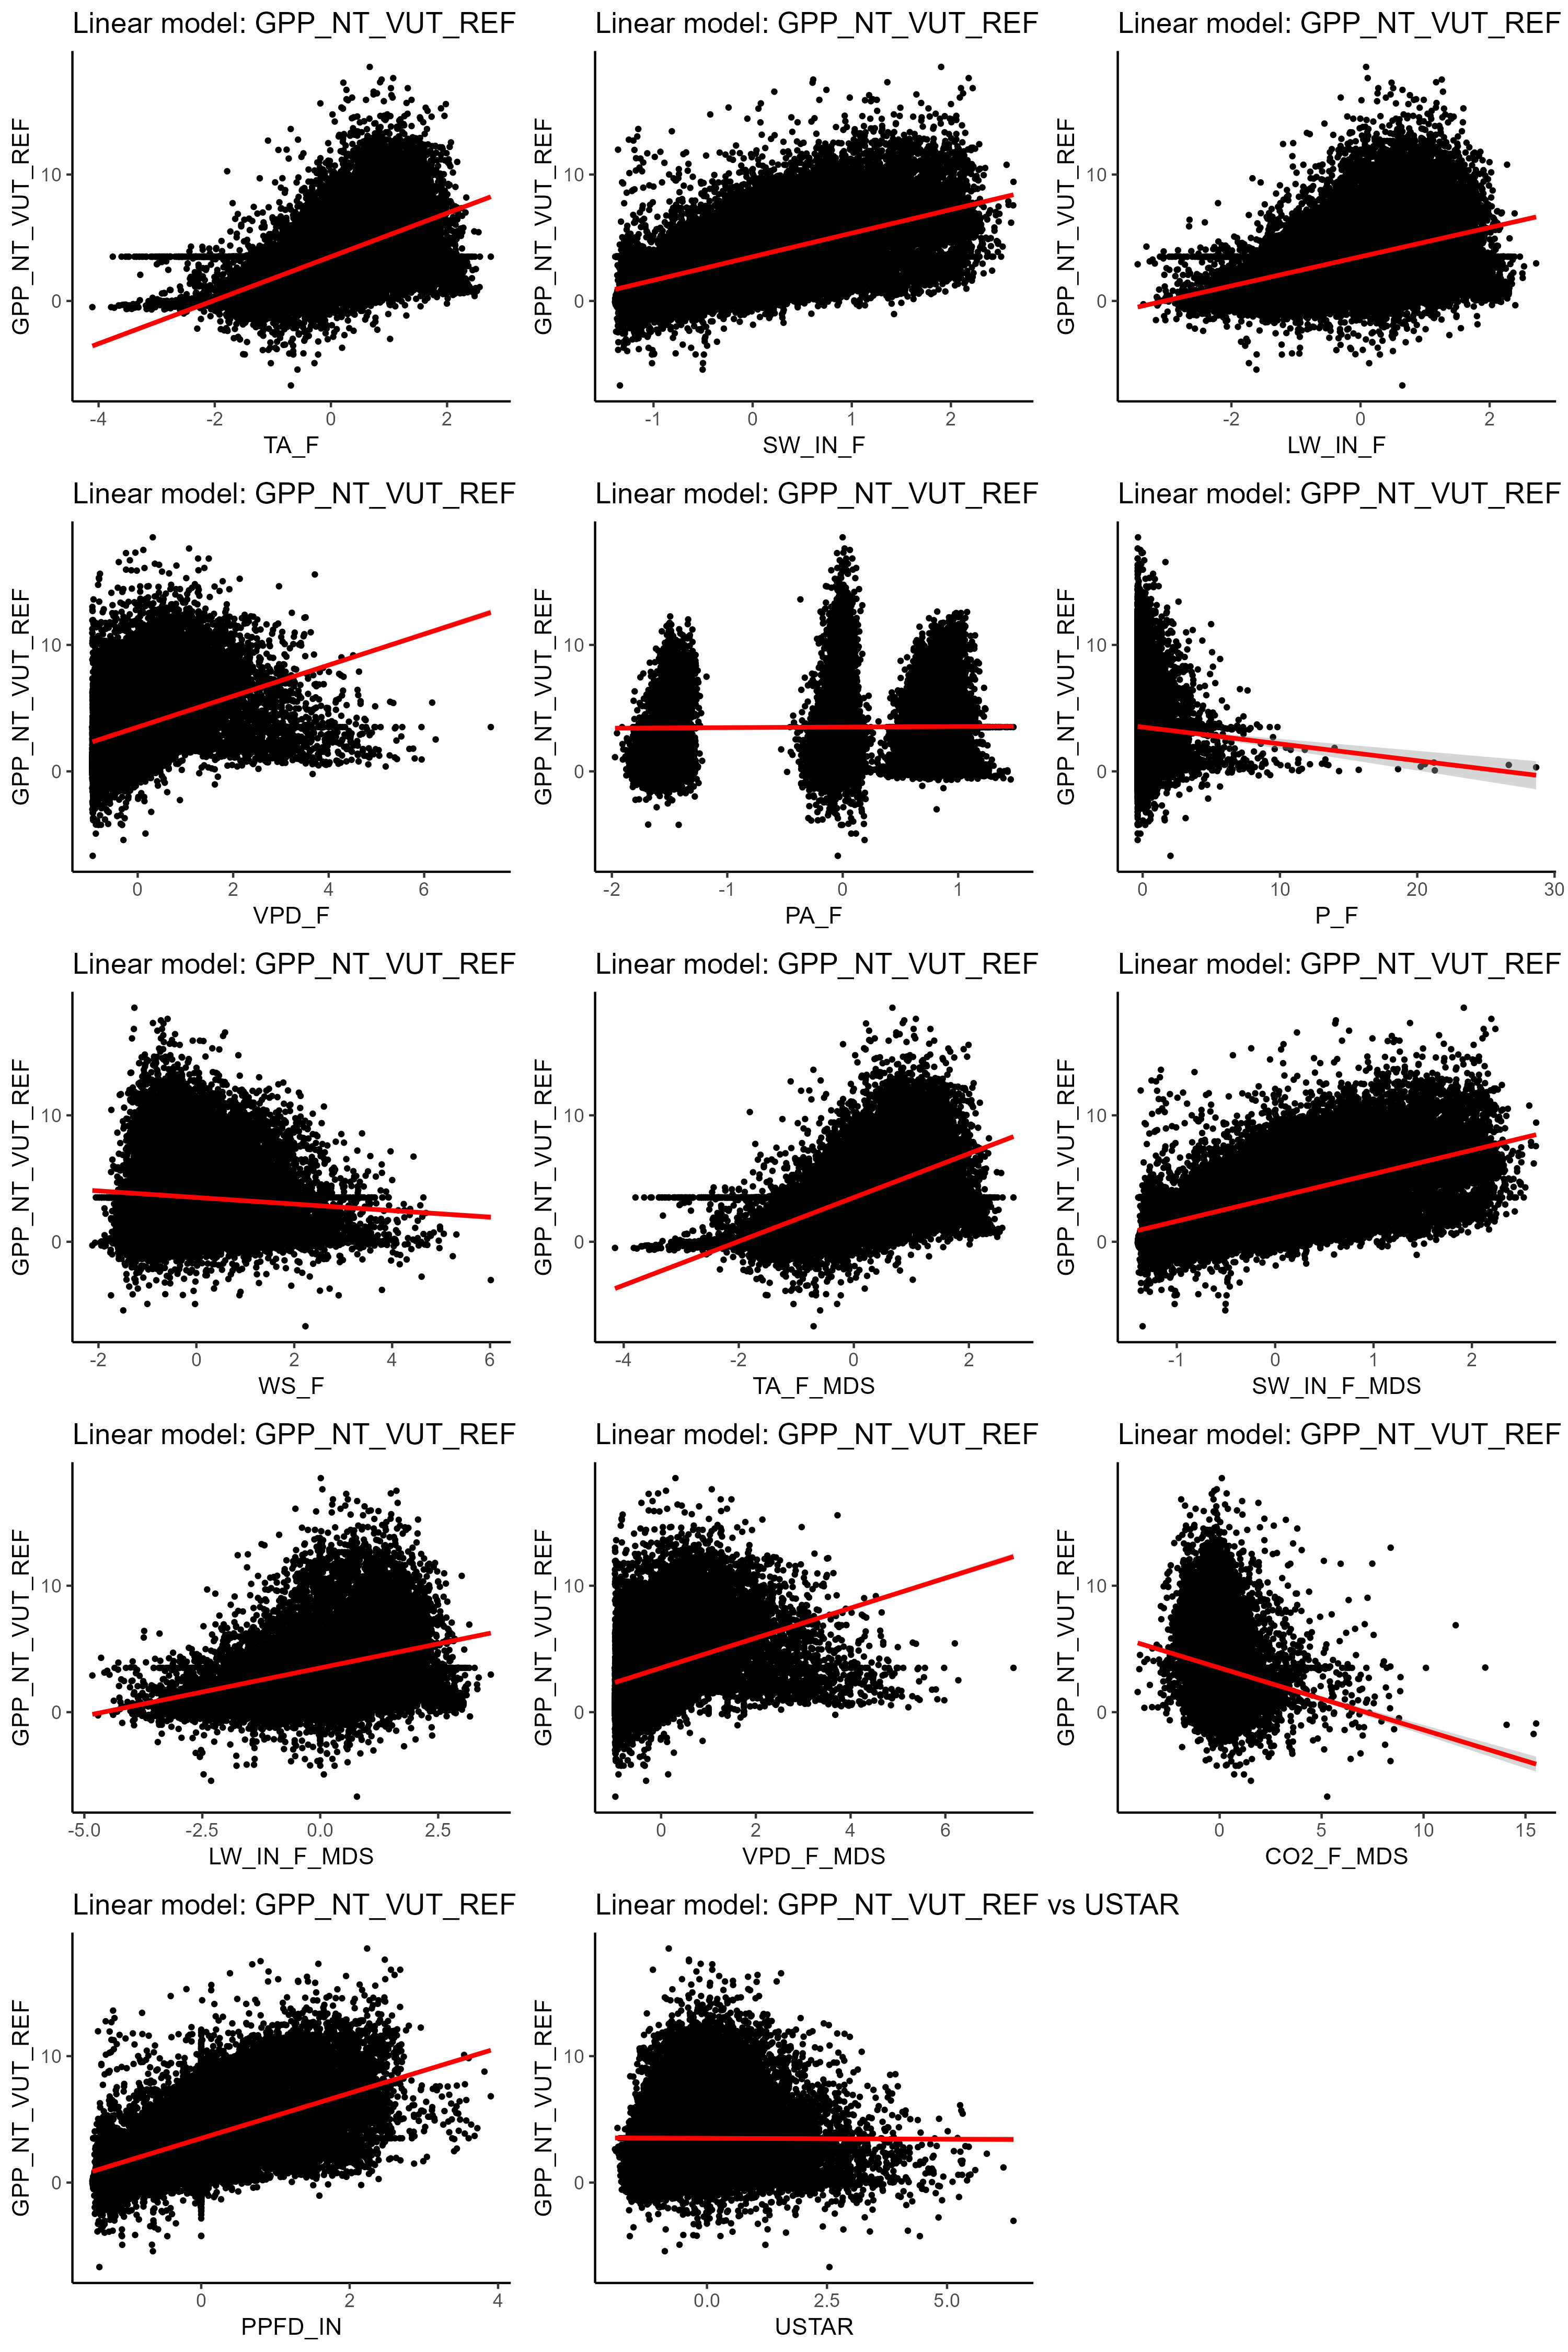 Linear model: GPP_NT_VUT_REF
Linear model: GPP_NT_VUT_REF
Linear model: GPP_NT_VUT_REF
GPP_NT_VUT_REF
10
0
-4 -2 0 2
TA_F
GPP_NT_VUT_REF
10
0
-1 0 1 2
SW_IN_F
GPP_NT_VUT_REF
10
0
-2 0 2
LW_IN_F
Linear model: GPP_NT_VUT_REF
Linear model: GPP_NT_VUT_REF
Linear model: GPP_NT_VUT_REF
GPP_NT_VUT_REF
10
0
0 2 4 6
VPD_F
GPP_NT_VUT_REF
10
0
-2 -1 0 1
PA_F
GPP_NT_VUT_REF
10
0
0 10 20 30
P_F
Linear model: GPP_NT_VUT_REF
Linear model: GPP_NT_VUT_REF
Linear model: GPP_NT_VUT_REF
GPP_NT_VUT_REF
10
0
-2 0 2 4 6
WS_F
GPP_NT_VUT_REF
10
0
-4 -2 0 2
TA_F_MDS
GPP_NT_VUT_REF
10
0
-1 0 1 2
SW_IN_F_MDS
Linear model: GPP_NT_VUT_REF
Linear model: GPP_NT_VUT_REF
Linear model: GPP_NT_VUT_REF
GPP_NT_VUT_REF
10
0
-5.0 -2.5 0.0 2.5
LW_IN_F_MDS
GPP_NT_VUT_REF
10
0
0 2 4 6
VPD_F_MDS
GPP_NT_VUT_REF
10
0
0 5 10 15
CO2_F_MDS
Linear model: GPP_NT_VUT_REF
Linear model: GPP_NT_VUT_REF vs USTAR
GPP_NT_VUT_REF
10
0
0 2 4
PPFD_IN
GPP_NT_VUT_REF
10
0
0.0 2.5 5.0
USTAR